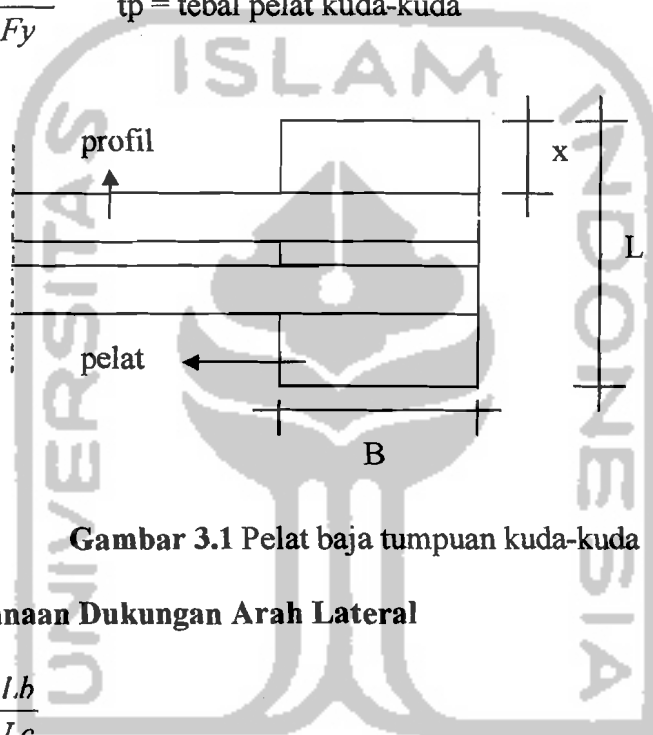 Fy tp = tebal pelat kuda-kuda
ISLAM
UNIVERSITAS
INDONESIA
profil
x
L
pelat
B
Gambar 3.1 Pelat baja tumpuan kuda-kuda
naan Dukungan Arah Lateral